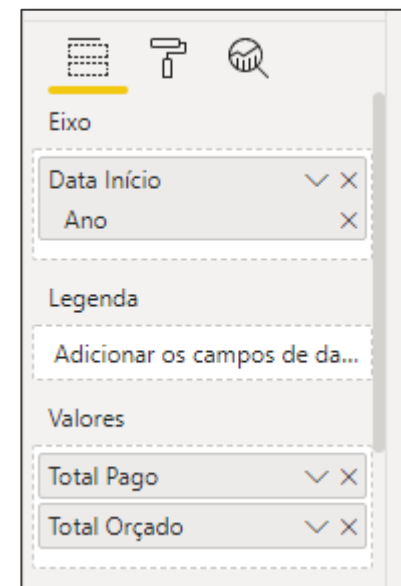 Eixo
Data Início
Ano
Legenda
Adicionar os campos de da...
Valores
Total Pago
Total Orçado